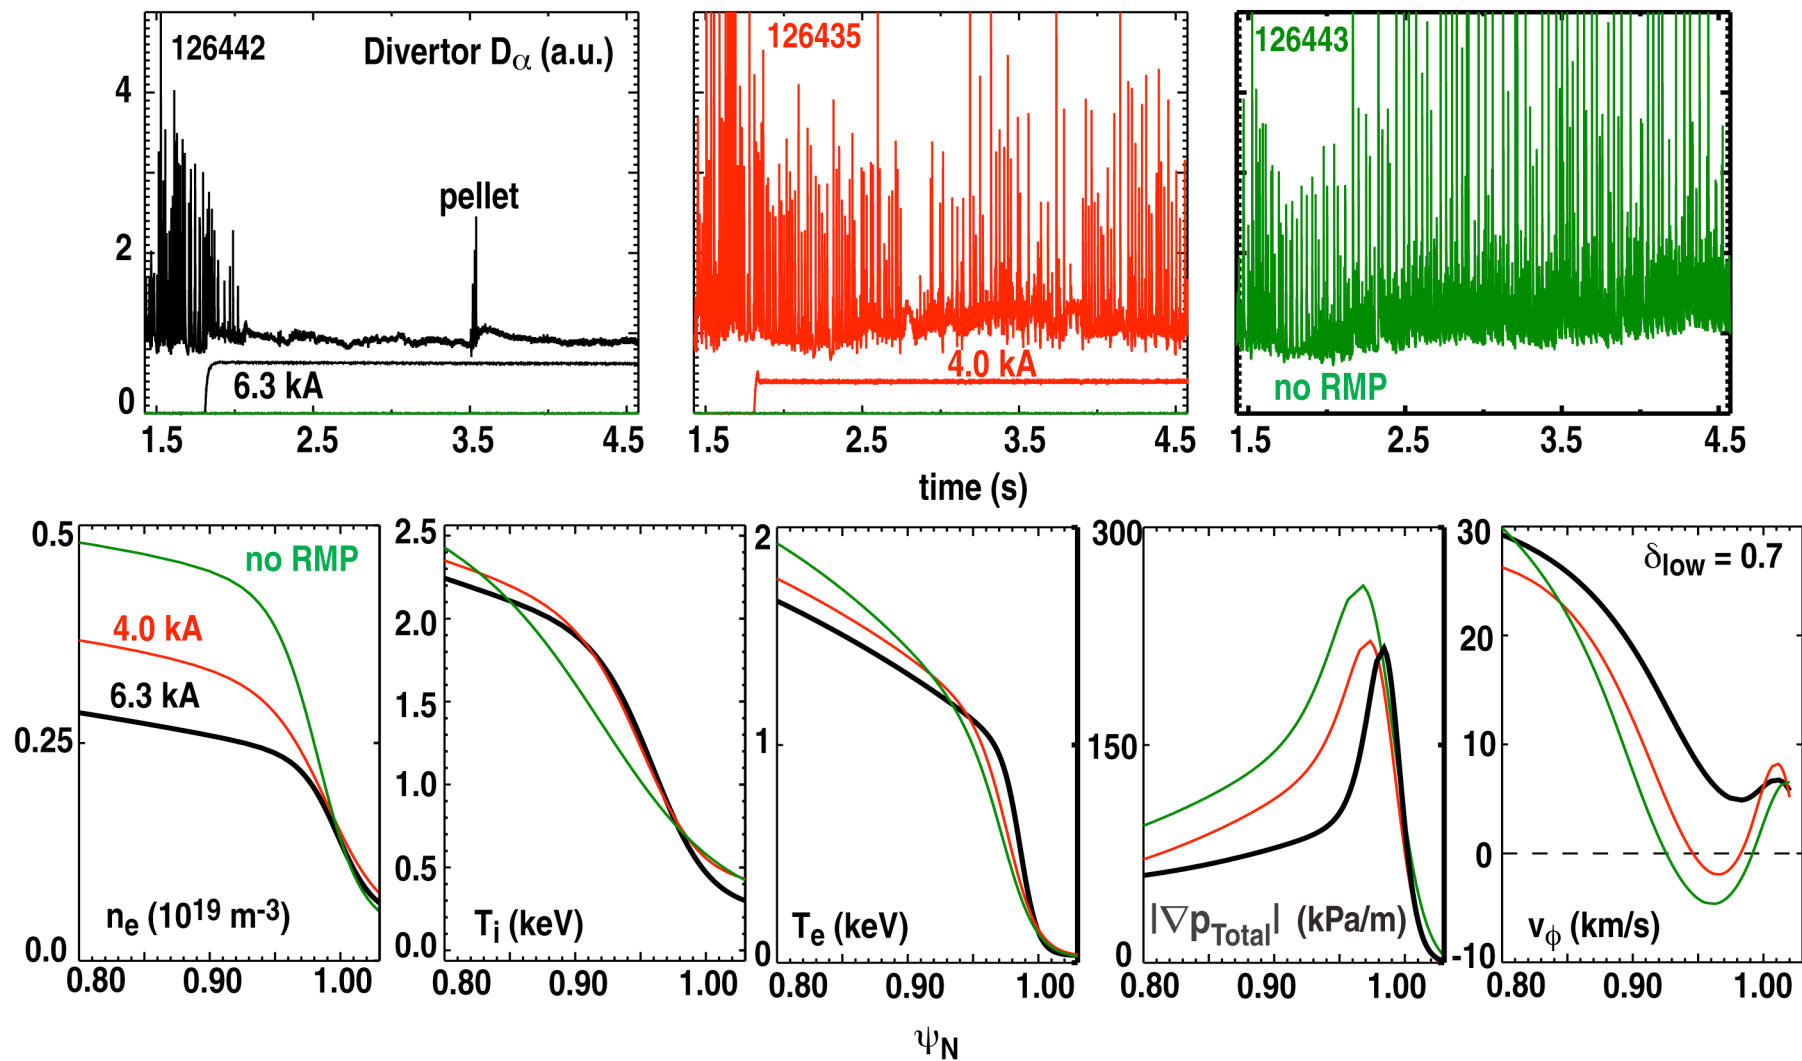 126442
Divertor Dα (a.u.)
pellet
6.3 kA
4
2
0
1.5 2.5 3.5 4.5
126435
4.0 kA
1.5 2.5 3.5 4.5
126443
no RMP
1.5 2.5 3.5 4.5
time (s)
0.5
0.25
0.0
no RMP
4.0 kA
6.3 kA
ne (10^19 m^-3)
0.80 0.90 1.00
2.5
2.0
1.5
1.0
0.5
0.0
Ti (keV)
0.80 0.90 1.00
2
1
0
Te (keV)
0.80 0.90 1.00
300
150
0
|∇pTotal| (kPa/m)
0.80 0.90 1.00
30
20
10
0
-10
δlow = 0.7
vϕ (km/s)
0.80 0.90 1.00
ψN